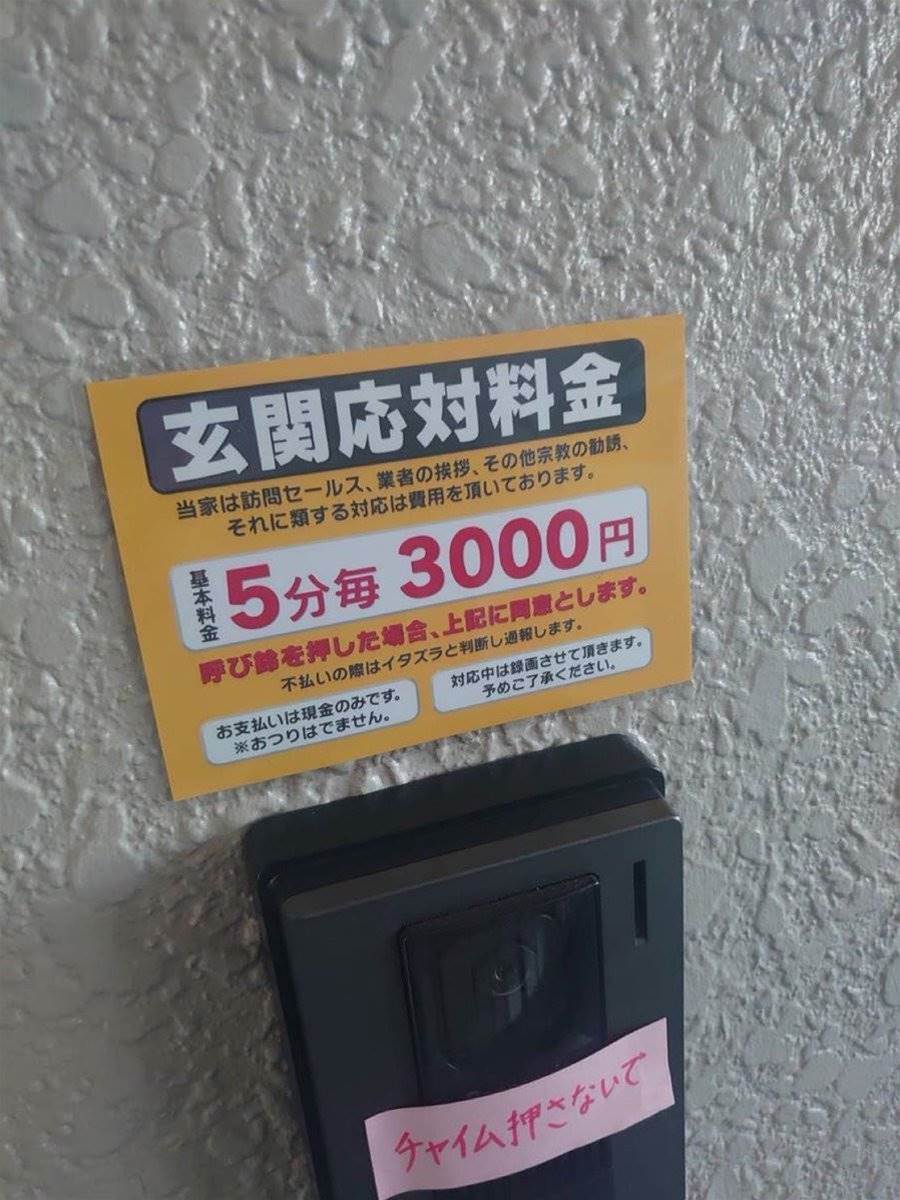 玄関応対料金
当家は訪問セールス、業者の挨拶、その他宗教の勧誘、
それに類する対応は費用を頂いております。
基本料金
5分毎 3000円
呼び鈴を押した場合、上記に同意とします。
不払いの際はイタズラと判断し通報します。
お支払いは現金のみです。
※おつりはでません。
対応中は録画させて頂きます。
予めご了承ください。
チャイム押さないで